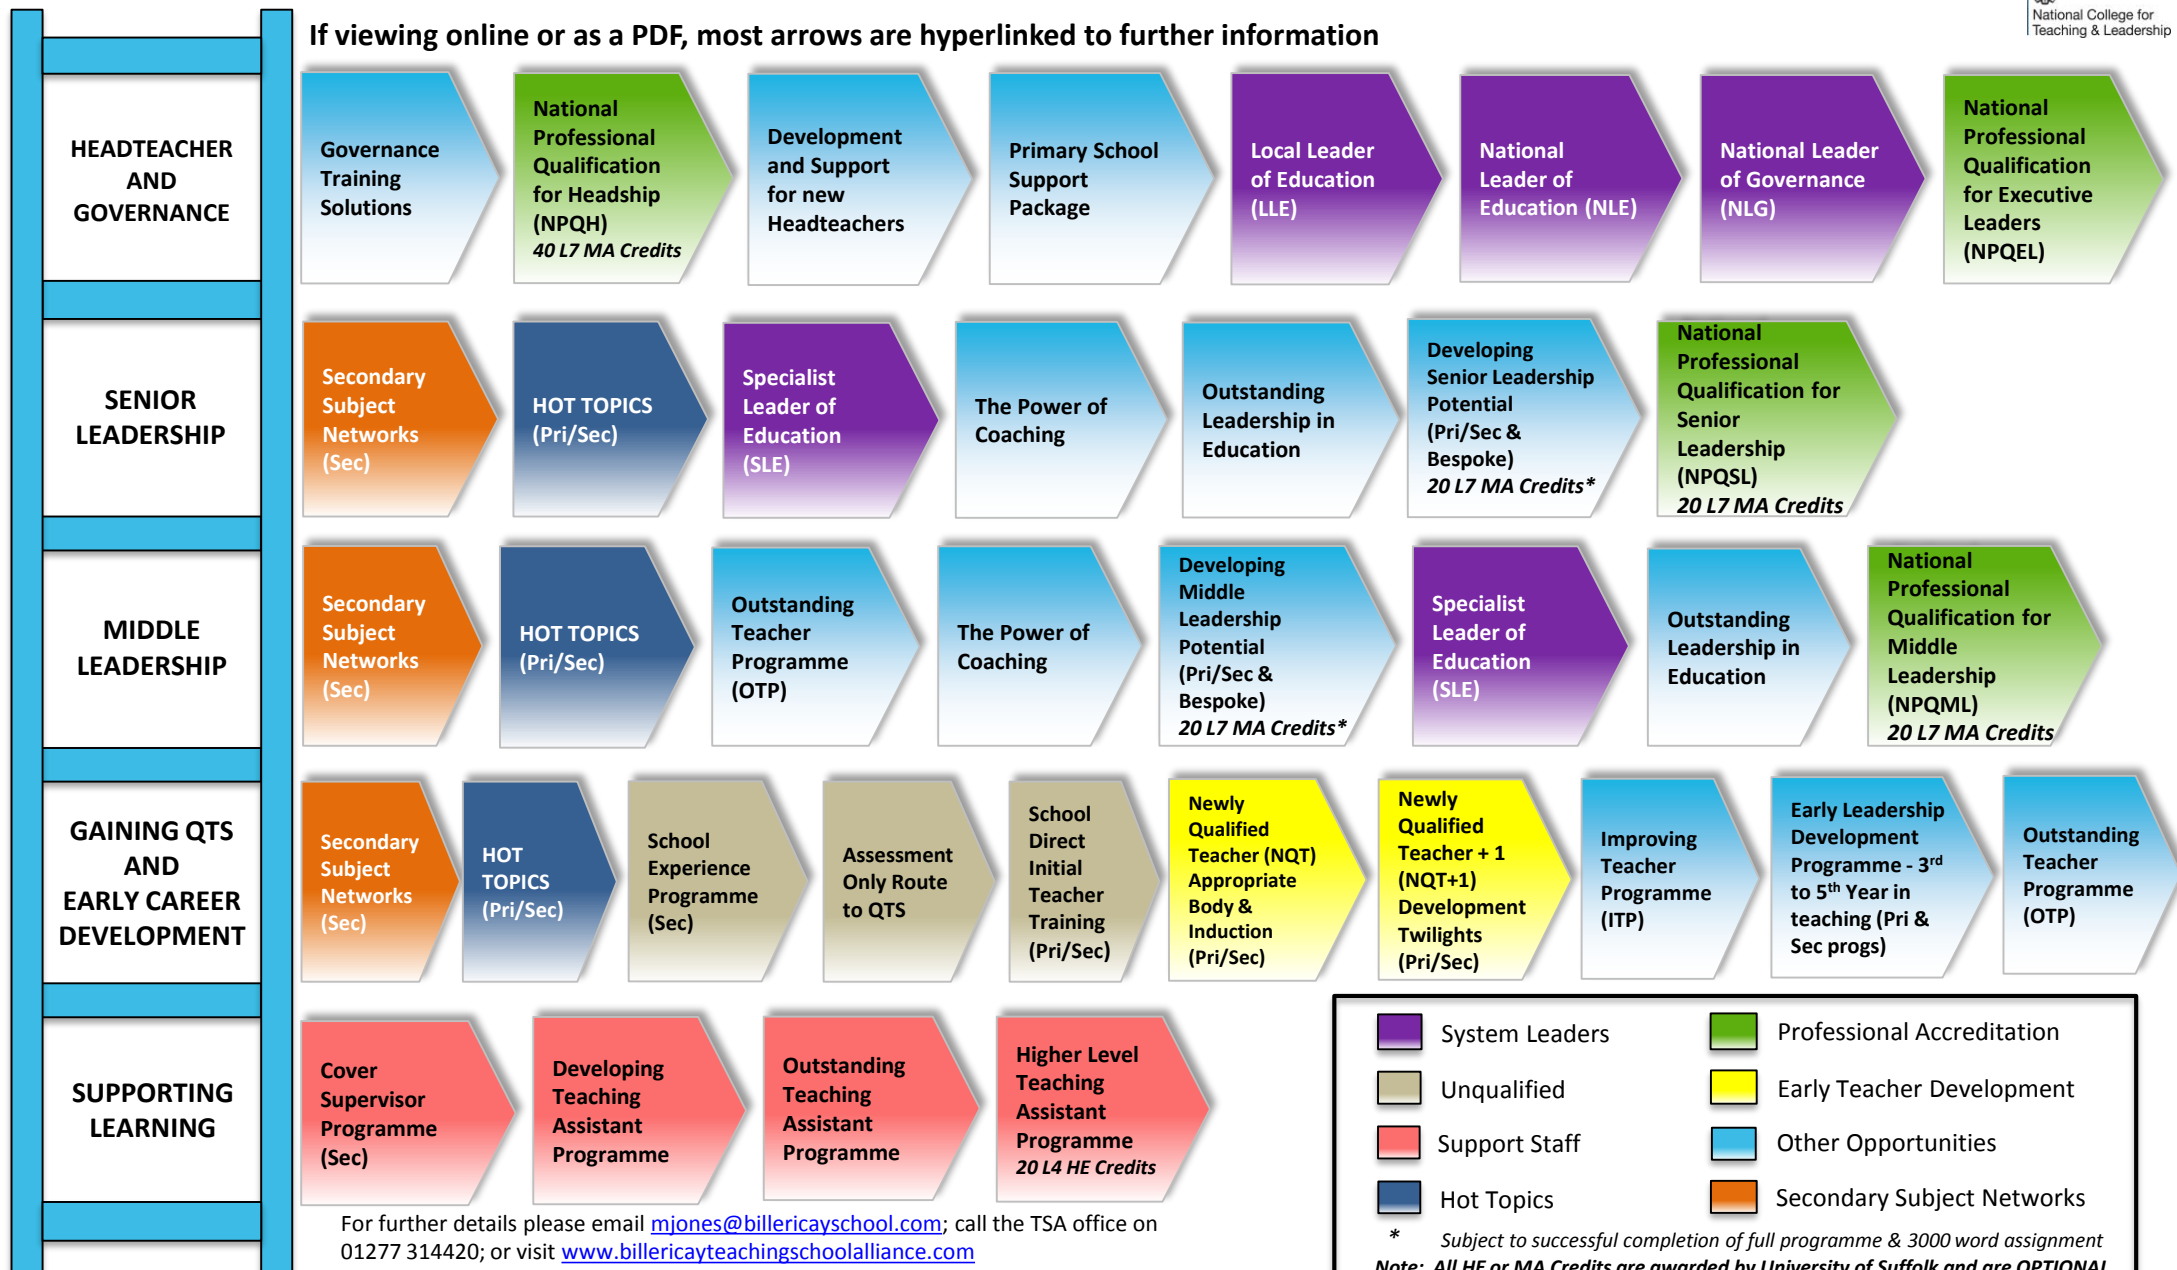 National College for
Teaching & Leadership
If viewing online or as a PDF, most arrows are hyperlinked to further information
HEADTEACHER
AND
GOVERNANCE
Governance
Training
Solutions
National
Professional
Qualification
for Headship
(NPQH)
40 L7 MA Credits
Development
and Support
for new
Headteachers
Primary School
Support
Package
Local Leader
of Education
(LLE)
National
Leader of
Education (NLE)
National Leader
of Governance
(NLG)
National
Professional
Qualification
for Executive
Leaders
(NPQEL)
SENIOR
LEADERSHIP
Secondary
Subject
Networks
(Sec)
HOT TOPICS
(Pri/Sec)
Specialist
Leader of
Education
(SLE)
The Power of
Coaching
Outstanding
Leadership in
Education
Developing
Senior Leadership
Potential
(Pri/Sec &
Bespoke)
20 L7 MA Credits*
National
Professional
Qualification for
Senior
Leadership
(NPQSL)
20 L7 MA Credits
MIDDLE
LEADERSHIP
Secondary
Subject
Networks
(Sec)
HOT TOPICS
(Pri/Sec)
Outstanding
Teacher
Programme
(OTP)
The Power of
Coaching
Developing
Middle
Leadership
Potential
(Pri/Sec &
Bespoke)
20 L7 MA Credits*
Specialist
Leader of
Education
(SLE)
Outstanding
Leadership in
Education
National
Professional
Qualification for
Middle
Leadership
(NPQML)
20 L7 MA Credits
GAINING QTS
AND
EARLY CAREER
DEVELOPMENT
Secondary
Subject
Networks
(Sec)
HOT
TOPICS
(Pri/Sec)
School
Experience
Programme
(Sec)
Assessment
Only Route
to QTS
School
Direct
Initial
Teacher
Training
(Pri/Sec)
Newly
Qualified
Teacher (NQT)
Appropriate
Body &
Induction
(Pri/Sec)
Newly
Qualified
Teacher + 1
(NQT+1)
Development
Twilights
(Pri/Sec)
Improving
Teacher
Programme
(ITP)
Early Leadership
Development
Programme - 3rd
to 5th Year in
teaching (Pri &
Sec progs)
Outstanding
Teacher
Programme
(OTP)
SUPPORTING
LEARNING
Cover
Supervisor
Programme
(Sec)
Developing
Teaching
Assistant
Programme
Outstanding
Teaching
Assistant
Programme
Higher Level
Teaching
Assistant
Programme
20 L4 HE Credits
System Leaders
Professional Accreditation
Unqualified
Early Teacher Development
Support Staff
Other Opportunities
Hot Topics
Secondary Subject Networks
* Subject to successful completion of full programme & 3000 word assignment
Note: All HE or MA Credits are awarded by University of Suffolk and are OPTIONAL
For further details please email mjones@billericayschool.com; call the TSA office on
01277 314420; or visit www.billericayteachingschoolalliance.com